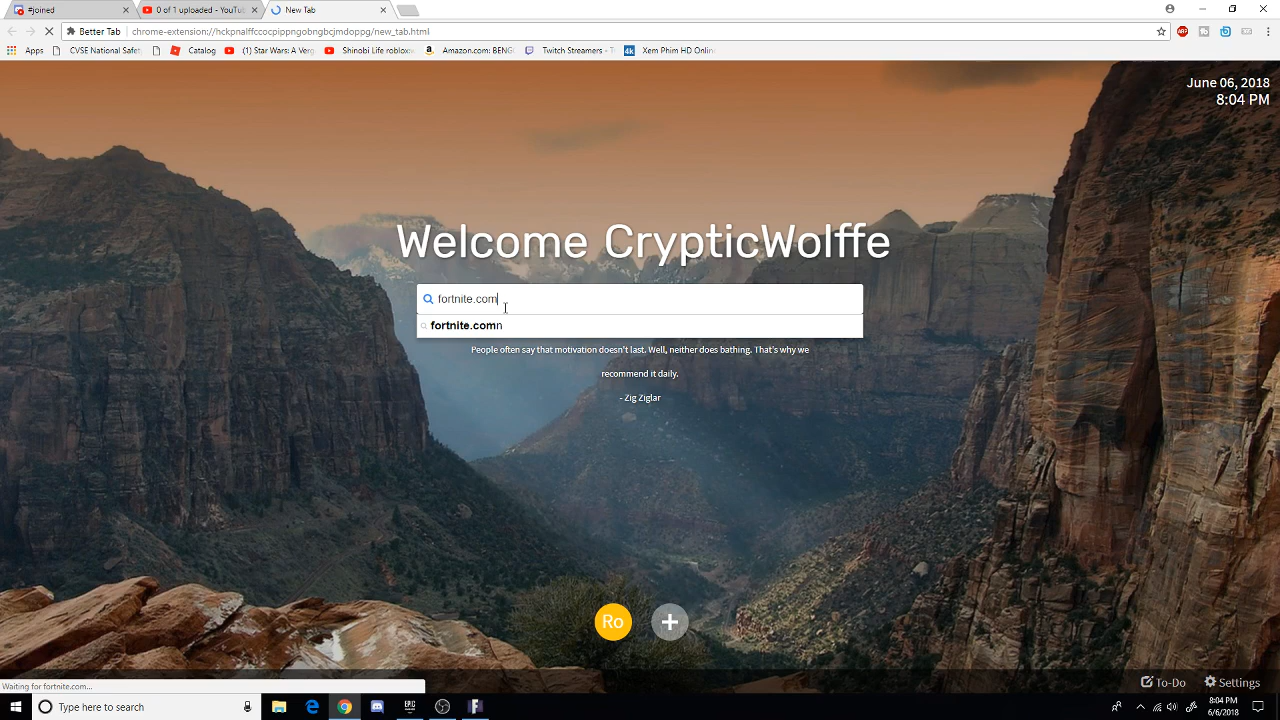 #joined
0 of 1 uploaded - YouTu
New Tab
Better Tab
chrome-extension://hckpnalffccocpippngobngbcjmdoppg/new_tab.html
Apps
CVSE National Safet
Catalog
(1) Star Wars: A Verg
Shinobi Life roblox
Amazon.com: BENG
Twitch Streamers - T
4k
Xem Phim HD Onlin
June 06, 2018
8:04 PM
Welcome CrypticWolffe
fortnite.com
fortnite.comn
People often say that motivation doesn't last. Well, neither does bathing. That's why we
recommend it daily.
- Zig Ziglar
Ro
To-Do
Settings
Waiting for fortnite.com...
Type here to search
EPIC
8:04 PM
6/6/2018